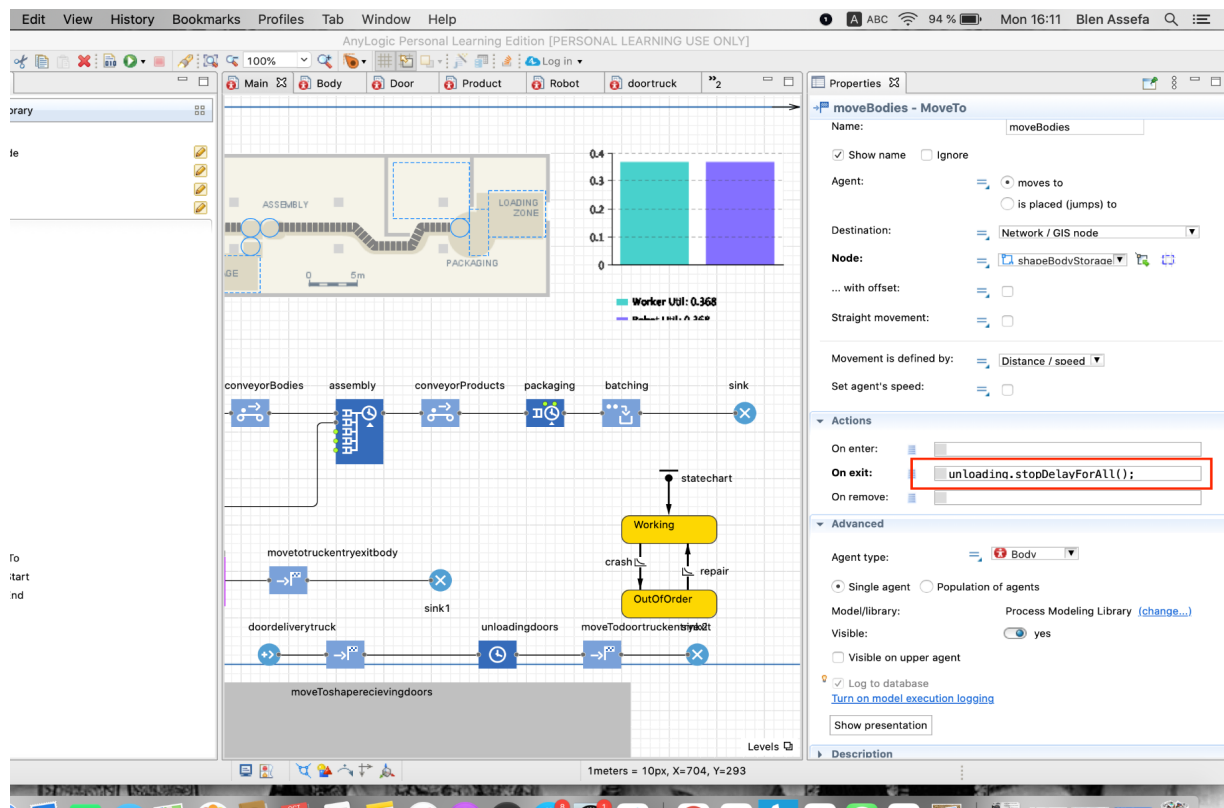 Edit View History Bookmarks Profiles Tab Window Help ABC 94 % Mon 16:11 Blen Assefa
AnyLogic Personal Learning Edition [PERSONAL LEARNING USE ONLY]
100% Log in
Main Body Door Product Robot doortruck 2
Properties
moveBodies - MoveTo
Name: moveBodies
Show name Ignore
Agent: moves to
is placed (jumps) to
Destination: Network / GIS node
Node: shapeBodyStorage
... with offset:
Straight movement:
Movement is defined by: Distance / speed
Set agent's speed:
Actions
On enter:
On exit: unloading.stopDelayForAll();
On remove:
Advanced
Agent type: Body
Single agent Population of agents
Model/library: Process Modeling Library (change...)
Visible: yes
Visible on upper agent
Log to database
Turn on model execution logging
Show presentation
Description
ASSEMBLY
LOADING
ZONE
PACKAGING
0 5m
0.4
0.3
0.2
0.1
0
Worker Util: 0.368
Robot Util: 0.368
conveyorBodies assembly conveyorProducts packaging batching sink
statechart
Working
crash
repair
OutOfOrder
movetotruckentryexitbody
sink1
doordeliverytruck unloadingdoors
moveToshaperecievingdoors
Levels
1meters = 10px, X=704, Y=293